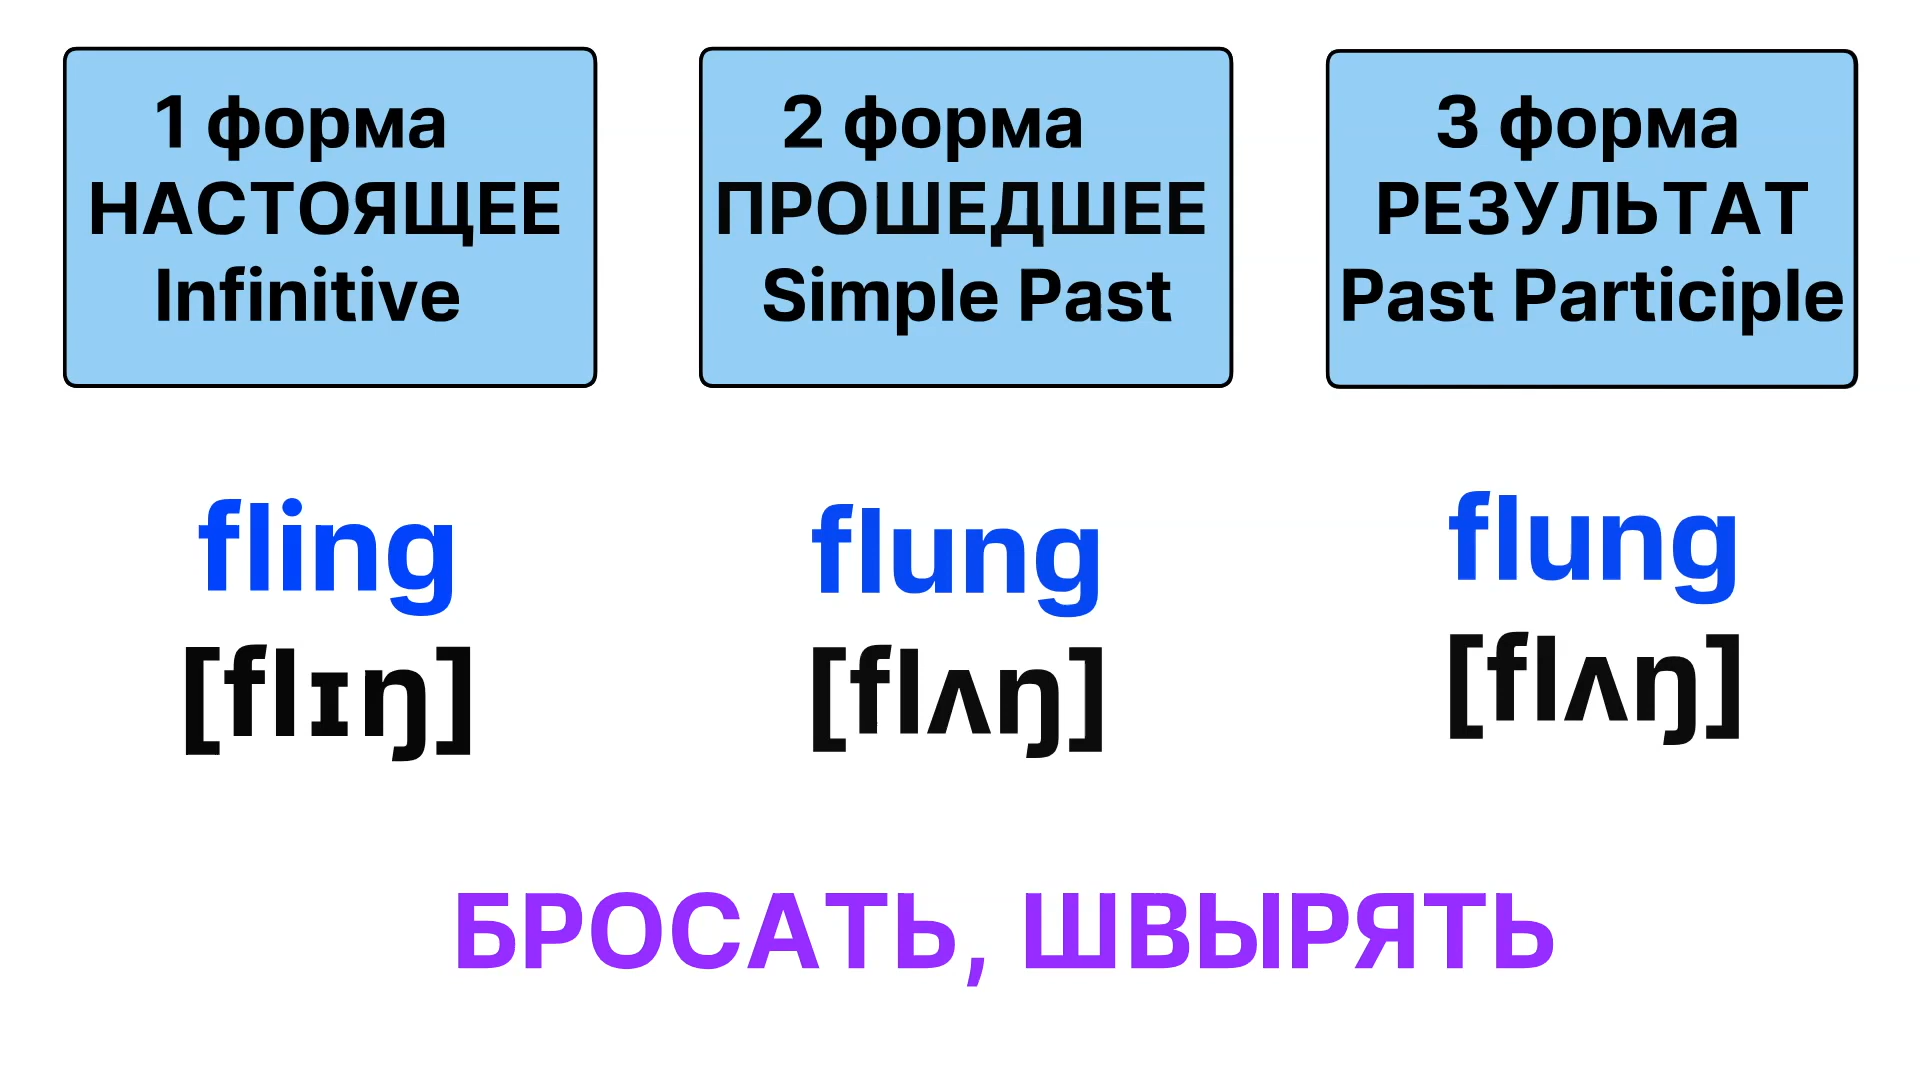 1 форма
НАСТОЯЩЕЕ
Infinitive
2 форма
ПРОШЕДШЕЕ
Simple Past
3 форма
РЕЗУЛЬТАТ
Past Participle
fling
[flɪŋ]
flung
[flʌŋ]
flung
[flʌŋ]
БРОСАТЬ, ШВЫРЯТЬ